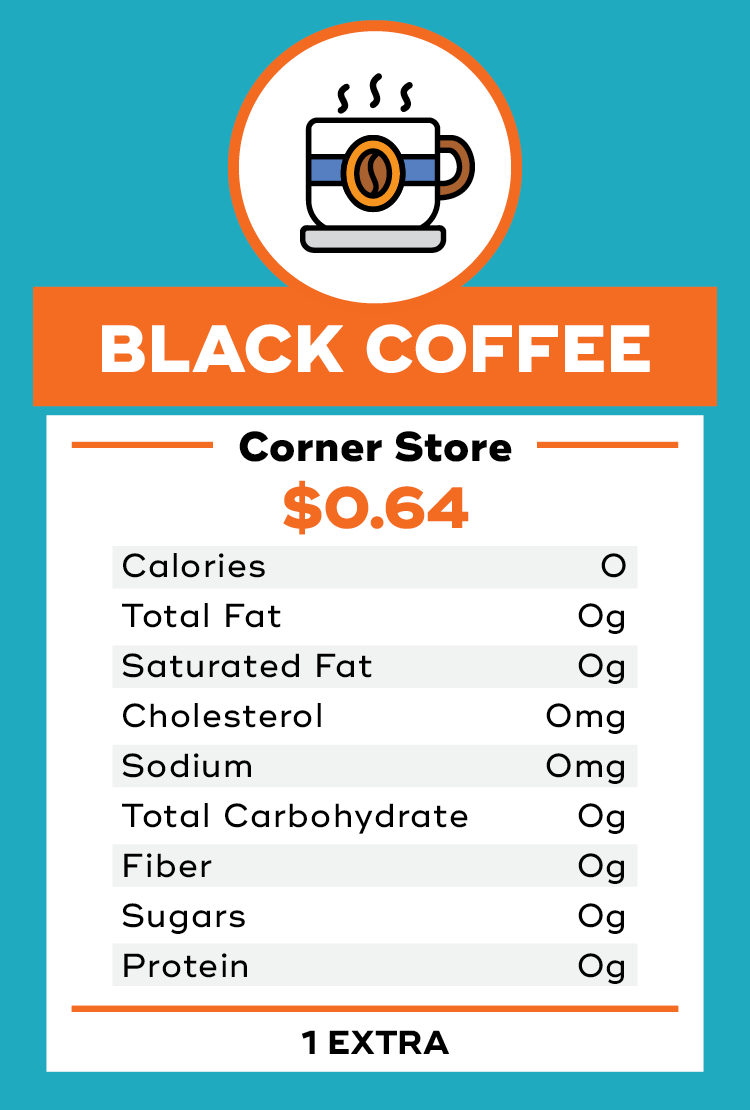 BLACK COFFEE
Corner Store
$0.64
Calories 0
Total Fat 0g
Saturated Fat 0g
Cholesterol 0mg
Sodium 0mg
Total Carbohydrate 0g
Fiber 0g
Sugars 0g
Protein 0g
1 EXTRA